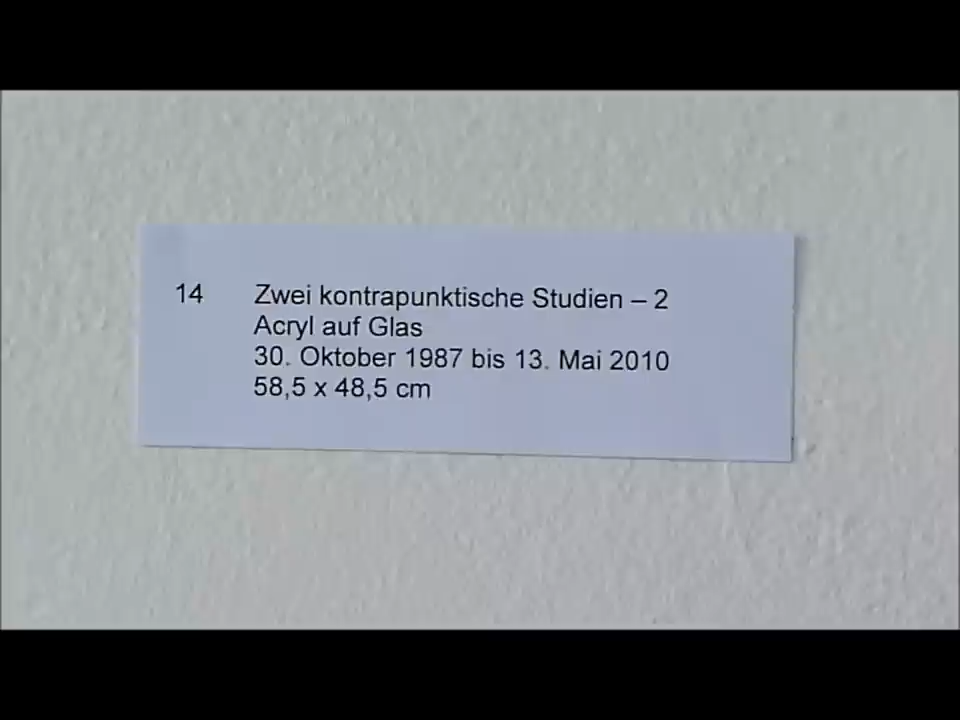 14 Zwei kontrapunktische Studien – 2
Acryl auf Glas
30. Oktober 1987 bis 13. Mai 2010
58,5 x 48,5 cm